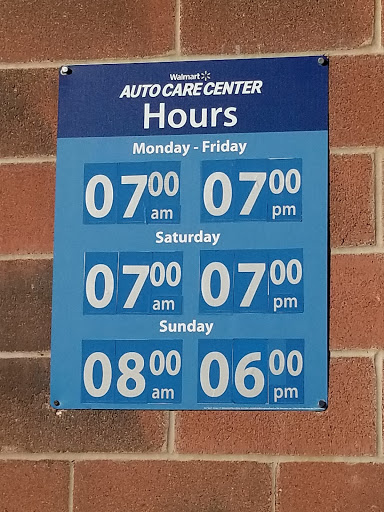 Walmart
AUTO CARE CENTER
Hours
Monday - Friday
07 00 am 07 00 pm
Saturday
07 00 am 07 00 pm
Sunday
08 00 am 06 00 pm